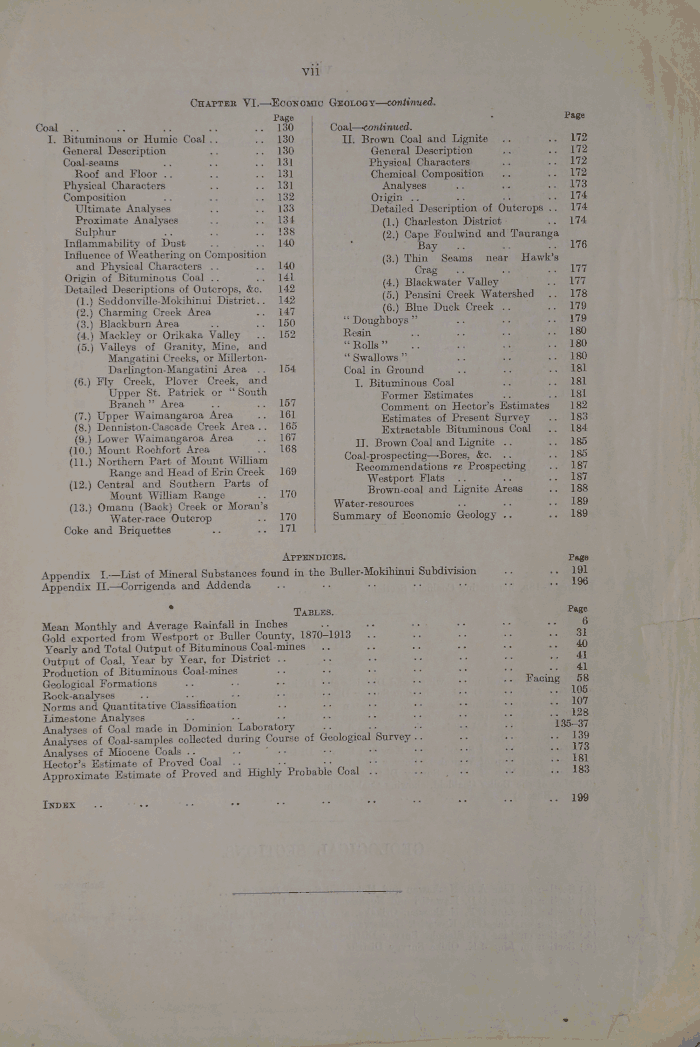 vii
CHAPTER VI.—ECONOMIC GEOLOGY—continued.
Page
Coal .. .. .. .. .. 130
I. Bituminous or Humic Coal .. .. 130
General Description .. .. 130
Coal-seams .. .. .. 131
Roof and Floor .. .. .. 131
Physical Characters .. .. 131
Composition .. .. .. 132
Ultimate Analyses .. .. 133
Proximate Analyses .. .. 134
Sulphur .. .. .. 138
Inflammability of Dust .. .. 140
Influence of Weathering on Composition
and Physical Characters .. .. 140
Origin of Bituminous Coal .. .. 141
Detailed Descriptions of Outcrops, &c. 142
(1.) Seddonville-Mokihinui District .. 142
(2.) Charming Creek Area .. 147
(3.) Blackburn Area .. .. 150
(4.) Mackley or Orikaka Valley .. 152
(5.) Valleys of Granity, Mine, and
Mangatini Creeks, or Millerton-
Darlington-Mangatini Area .. 154
(6.) Fly Creek, Plover Creek, and
Upper St. Patrick or "South
Branch" Area .. .. 157
(7.) Upper Waimangaroa Area .. 161
(8.) Denniston-Cascade Creek Area .. 165
(9.) Lower Waimangaroa Area .. 167
(10.) Mount Rochfort Area .. 168
(11.) Northern Part of Mount William
Range and Head of Erin Creek 169
(12.) Central and Southern Parts of
Mount William Range .. 170
(13.) Omanu (Back) Creek or Moran's
Water-race Outcrop .. 170
Coke and Briquettes .. .. 171
Page
Coal—continued.
II. Brown Coal and Lignite .. .. 172
General Description .. .. 172
Physical Characters .. .. 172
Chemical Composition .. .. 172
Analyses .. .. .. 173
Origin .. .. .. .. 174
Detailed Description of Outcrops .. 174
(1.) Charleston District .. 174
(2.) Cape Foulwind and Tauranga
Bay .. .. .. 176
(3.) Thin Seams near Hawk's
Crag .. .. .. 177
(4.) Blackwater Valley .. 177
(5.) Pensini Creek Watershed .. 178
(6.) Blue Duck Creek .. .. 179
"Doughboys" .. .. .. 179
Resin .. .. .. .. 180
"Rolls" .. .. .. 180
"Swallows" .. .. .. 180
Coal in Ground .. .. .. 181
I. Bituminous Coal .. .. 181
Former Estimates .. .. 181
Comment on Hector's Estimates 182
Estimates of Present Survey .. 183
Extractable Bituminous Coal .. 184
II. Brown Coal and Lignite .. .. 185
Coal-prospecting—Bores, &c. .. .. 185
Recommendations re Prospecting .. 187
Westport Flats .. .. .. 187
Brown-coal and Lignite Areas .. 188
Water-resources .. .. .. 189
Summary of Economic Geology .. .. 189
APPENDICES.
Page
Appendix I.—List of Mineral Substances found in the Buller-Mokihinui Subdivision .. .. 191
Appendix II.—Corrigenda and Addenda .. .. .. .. .. .. .. 196
TABLES.
Page
Mean Monthly and Average Rainfall in Inches .. .. .. .. .. .. 6
Gold exported from Westport or Buller County, 1870-1913 .. .. .. .. .. 31
Yearly and Total Output of Bituminous Coal-mines .. .. .. .. .. .. 40
Output of Coal, Year by Year, for District .. .. .. .. .. .. .. 41
Production of Bituminous Coal-mines .. .. .. .. .. .. .. 41
Geological Formations .. .. .. .. .. .. .. .. Facing 58
Rock-analyses .. .. .. .. .. .. .. .. .. .. 105
Norms and Quantitative Classification .. .. .. .. .. .. .. 107
Limestone Analyses .. .. .. .. .. .. .. .. .. 128
Analyses of Coal made in Dominion Laboratory .. .. .. .. .. .. 135-37
Analyses of Coal-samples collected during Course of Geological Survey .. .. .. .. 139
Analyses of Miocene Coals .. .. .. .. .. .. .. .. .. 173
Hector's Estimate of Proved Coal .. .. .. .. .. .. .. .. 181
Approximate Estimate of Proved and Highly Probable Coal .. .. .. .. .. 183
INDEX .. .. .. .. .. .. .. .. .. .. .. 199